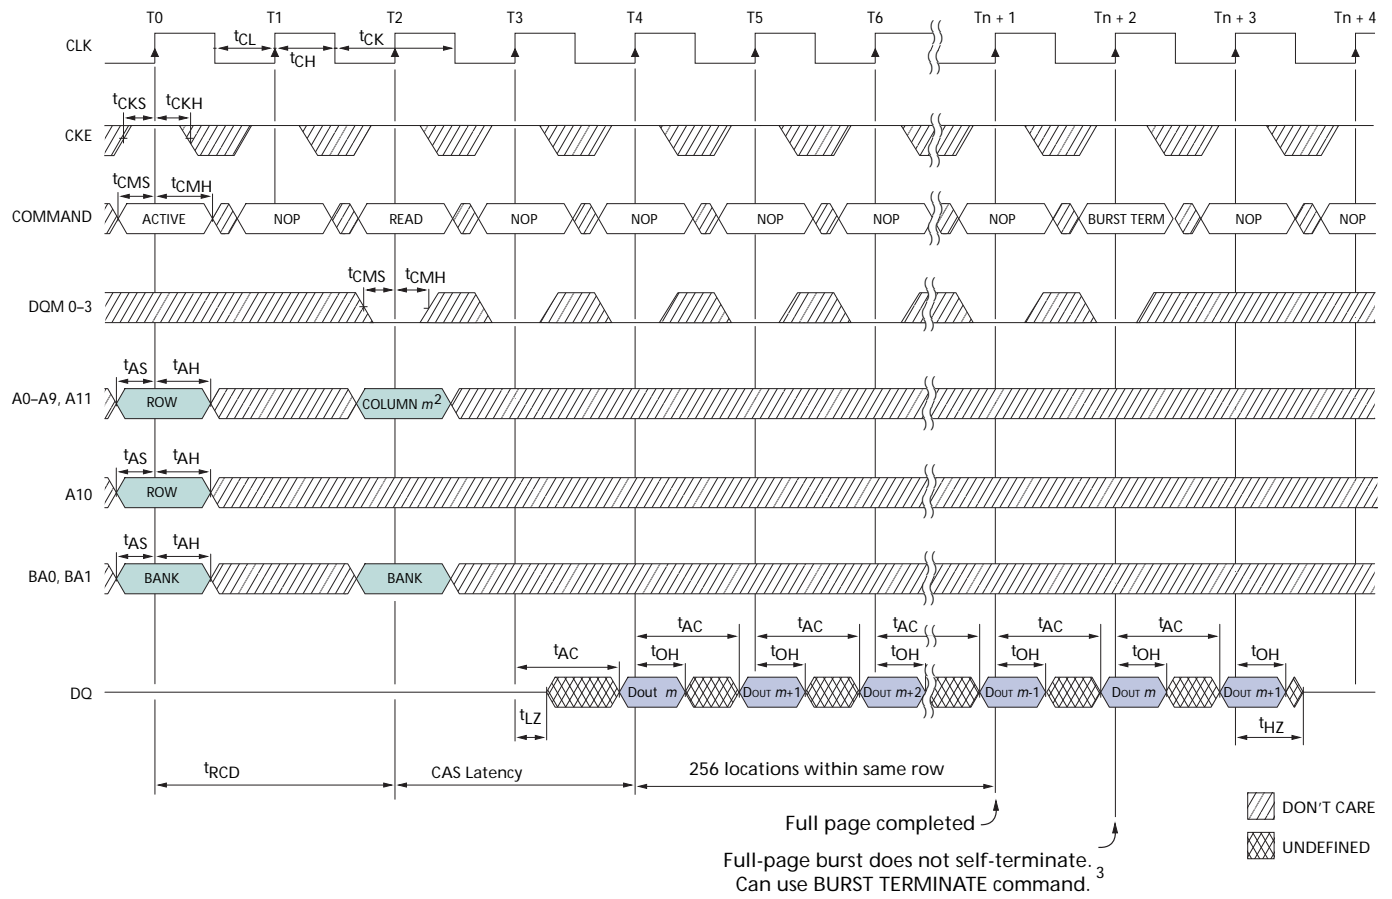 T0 T1 T2 T3 T4 T5 T6 Tn + 1 Tn + 2 Tn + 3 Tn + 4
CLK tCL tCH tCK
tCKS tCKH
CKE
tCMS tCMH
COMMAND ACTIVE NOP READ NOP NOP NOP NOP NOP BURST TERM NOP NOP
tCMS tCMH
DQM 0–3
tAS tAH
A0–A9, A11 ROW COLUMN m2
tAS tAH
A10 ROW
tAS tAH
BA0, BA1 BANK BANK
tAC tAC tAC tAC tAC tAC
tOH tOH tOH tOH tOH tOH
DQ Dout m DOUT m+1 DOUT m+2 DOUT m-1 DOUT m DOUT m+1
tLZ tHZ
tRCD CAS Latency 256 locations within same row
Full page completed
DON'T CARE
UNDEFINED
Full-page burst does not self-terminate.
Can use BURST TERMINATE command. 3